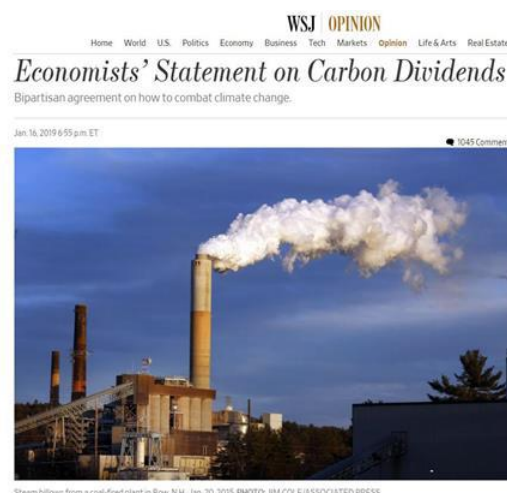 WSJ OPINION
Home World U.S. Politics Economy Business Tech Markets Opinion Life & Arts Real Estate
Economists' Statement on Carbon Dividends
Bipartisan agreement on how to combat climate change.
Jan. 16, 2019 6:55 p.m. ET
1045 Commen
Steam billows from a coal-fired plant in Bow, N.H., Jan. 20, 2015. PHOTO: JIM COLE/ASSOCIATED PRESS